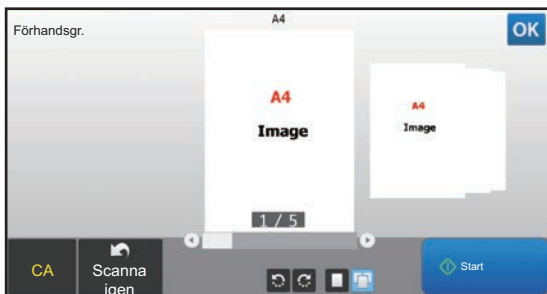 A4
Förhandsgr.
OK
A4
Image
A4
Image
1 / 5
CA
Scanna
igen
Start